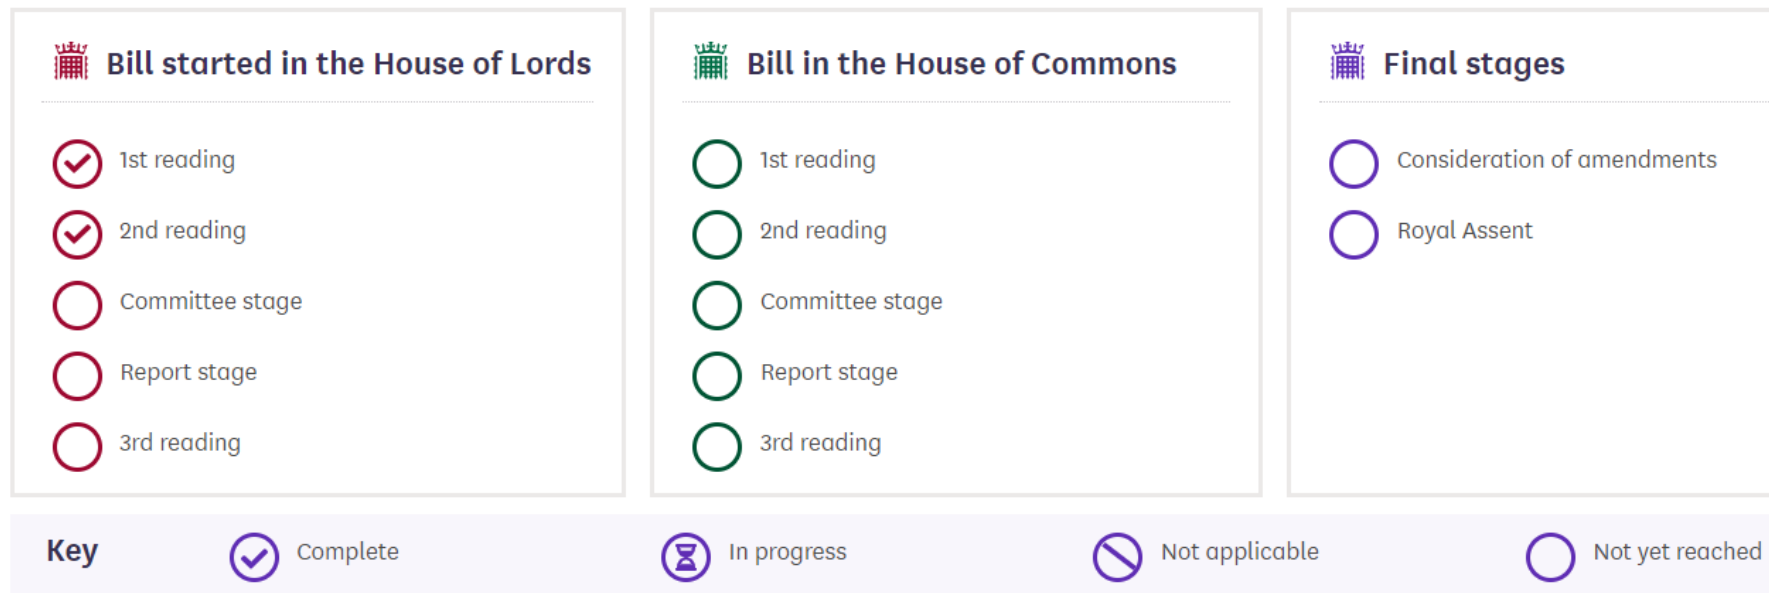 Bill started in the House of Lords
1st reading
2nd reading
Committee stage
Report stage
3rd reading
Bill in the House of Commons
1st reading
2nd reading
Committee stage
Report stage
3rd reading
Final stages
Consideration of amendments
Royal Assent
Key
Complete
In progress
Not applicable
Not yet reached